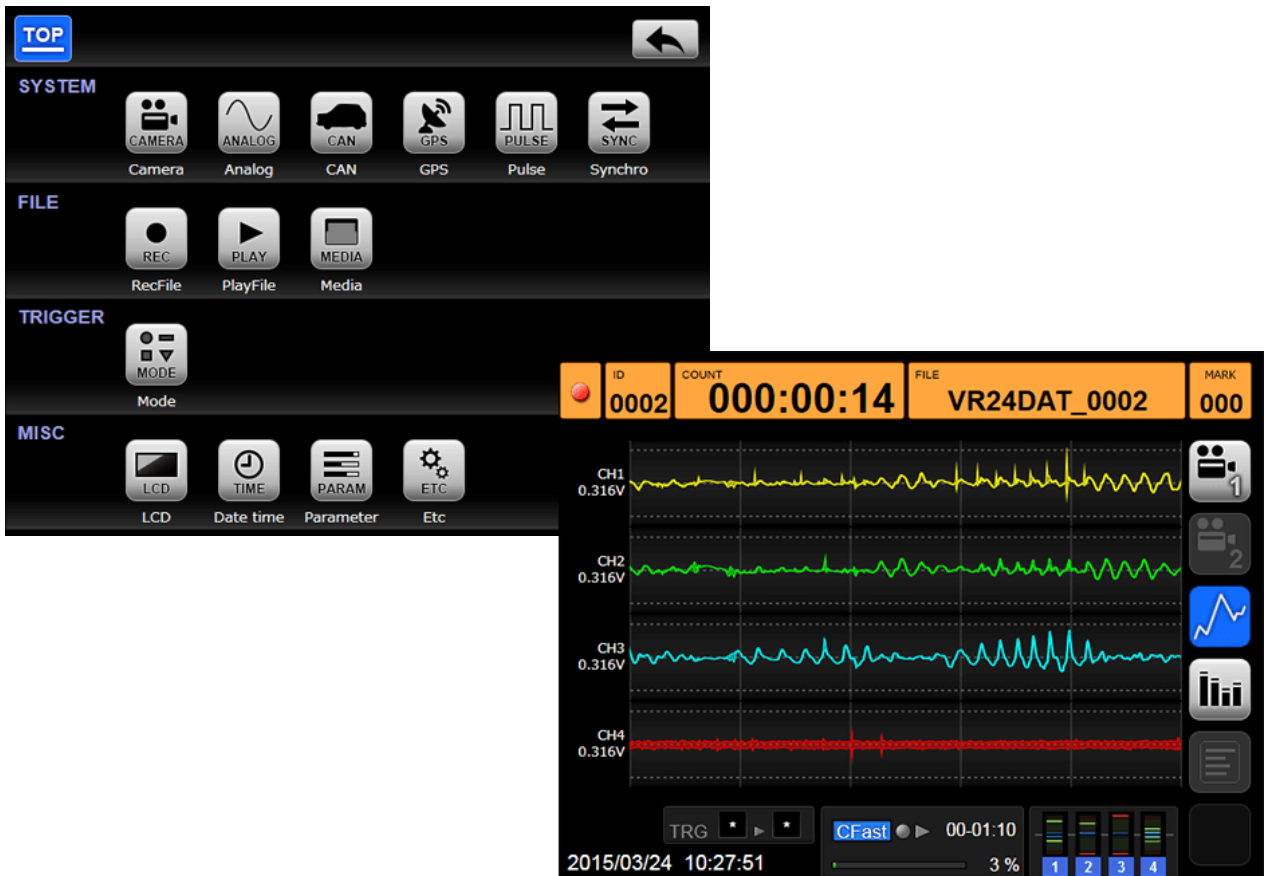 TOP
SYSTEM
CAMERA ANALOG CAN GPS PULSE SYNC
Camera Analog CAN GPS Pulse Synchro
FILE
REC PLAY MEDIA
RecFile PlayFile Media
TRIGGER
MODE
Mode
MISC
LCD TIME PARAM ETC
LCD Date time Parameter Etc
ID COUNT FILE MARK
0002 000:00:14 VR24DAT_0002 000
CH1
0.316V
1
CH2
0.316V
2
CH3
0.316V
CH4
0.316V
TRG * ▸ *
CFast 00-01:10
2015/03/24 10:27:51
3 %
1 2 3 4